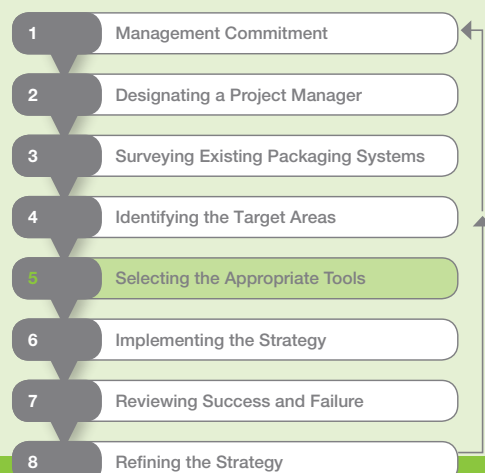 1 Management Commitment
2 Designating a Project Manager
3 Surveying Existing Packaging Systems
4 Identifying the Target Areas
5 Selecting the Appropriate Tools
6 Implementing the Strategy
7 Reviewing Success and Failure
8 Refining the Strategy